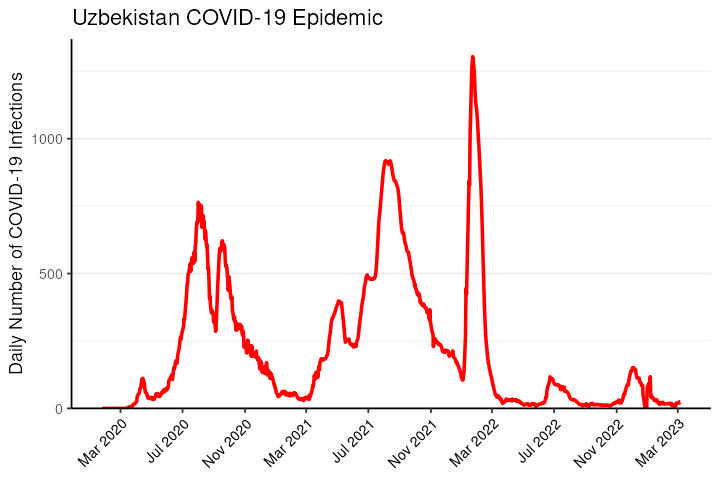 Uzbekistan COVID-19 Epidemic
Daily Number of COVID-19 Infections
1000
500
0
Mar 2020
Jul 2020
Nov 2020
Mar 2021
Jul 2021
Nov 2021
Mar 2022
Jul 2022
Nov 2022
Mar 2023